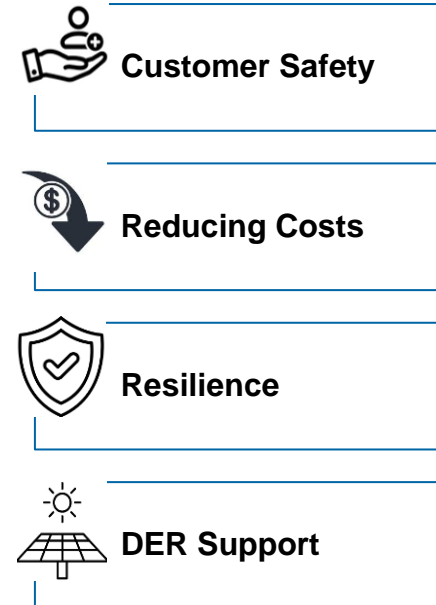 Customer Safety
$
Reducing Costs
Resilience
DER Support